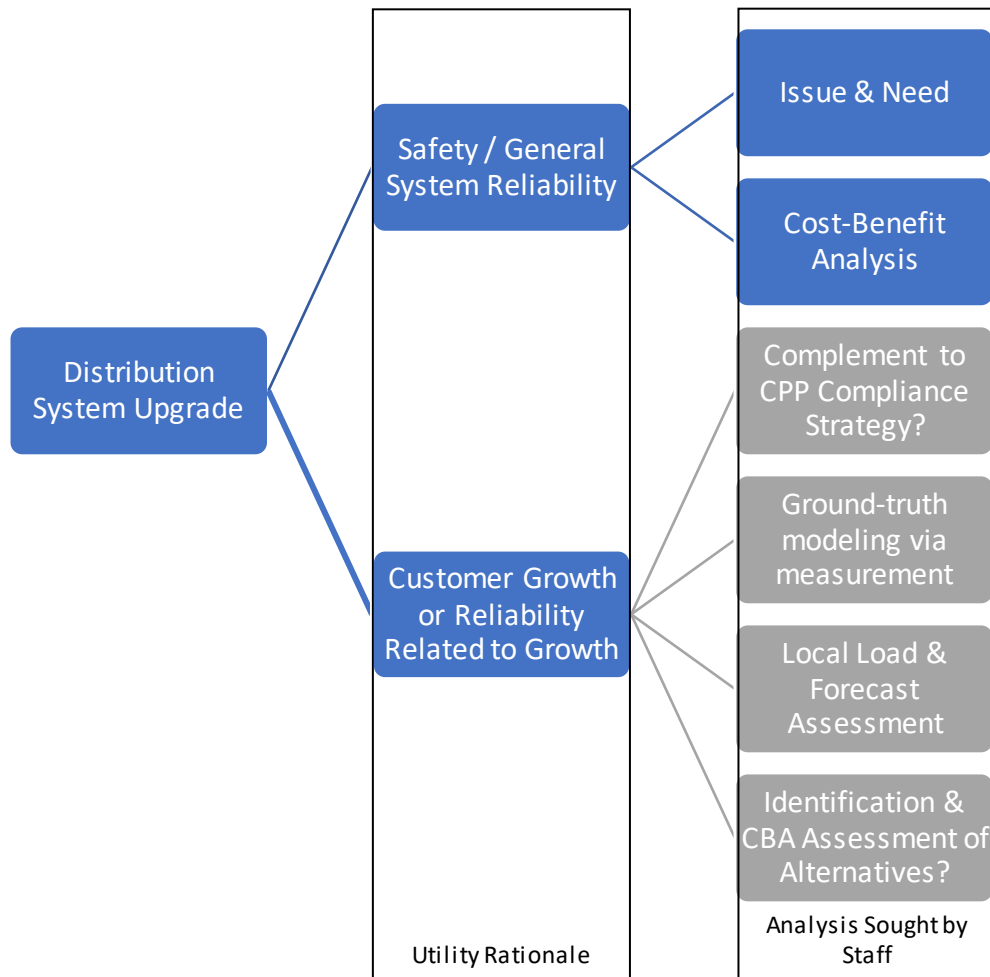 Distribution
System Upgrade
Safety / General
System Reliability
Customer Growth
or Reliability
Related to Growth
Utility Rationale
Issue & Need
Cost-Benefit
Analysis
Complement to
CPP Compliance
Strategy?
Ground-truth
modeling via
measurement
Local Load &
Forecast
Assessment
Identification &
CBA Assessment of
Alternatives?
Analysis Sought by
Staff